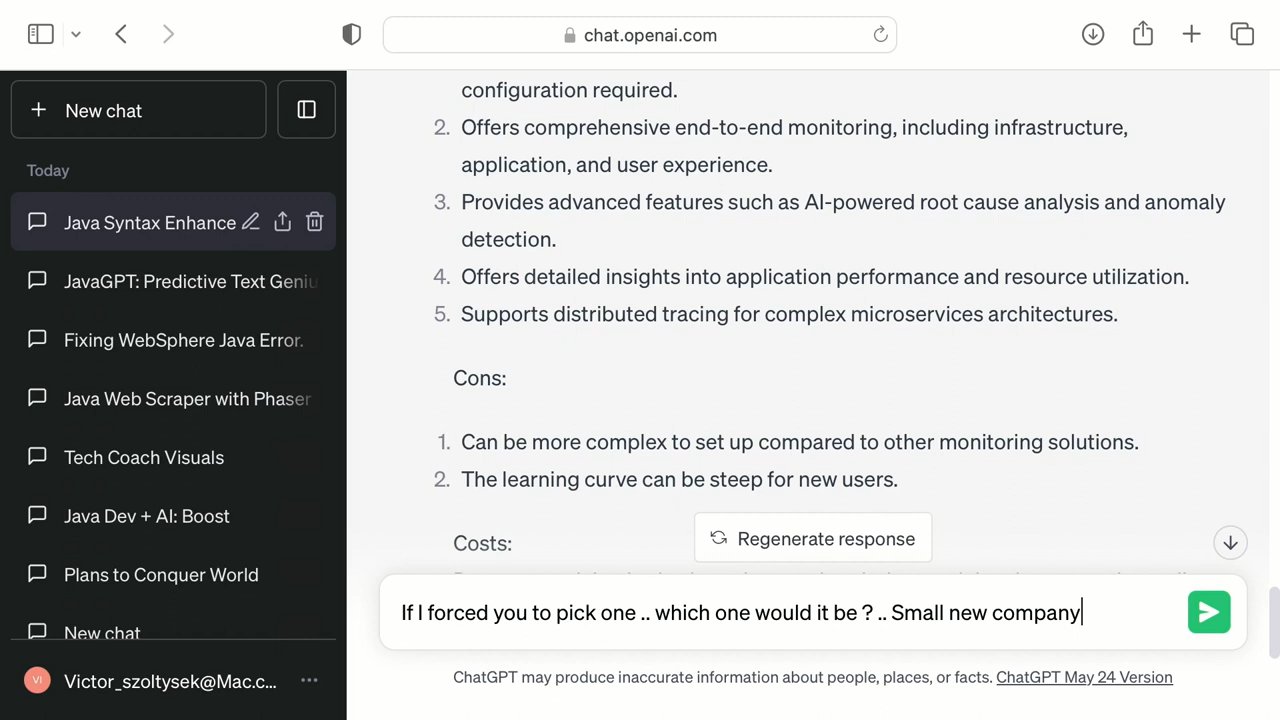 chat.openai.com
New chat
Today
Java Syntax Enhance
JavaGPT: Predictive Text Geniu
Fixing WebSphere Java Error.
Java Web Scraper with Phaser
Tech Coach Visuals
Java Dev + AI: Boost
Plans to Conquer World
New chat
VI
Victor_szoltysek@Mac.c...
configuration required.
2. Offers comprehensive end-to-end monitoring, including infrastructure,
application, and user experience.
3. Provides advanced features such as AI-powered root cause analysis and anomaly
detection.
4. Offers detailed insights into application performance and resource utilization.
5. Supports distributed tracing for complex microservices architectures.
Cons:
1. Can be more complex to set up compared to other monitoring solutions.
2. The learning curve can be steep for new users.
Costs:
Regenerate response
If I forced you to pick one .. which one would it be ? .. Small new company
ChatGPT may produce inaccurate information about people, places, or facts. ChatGPT May 24 Version